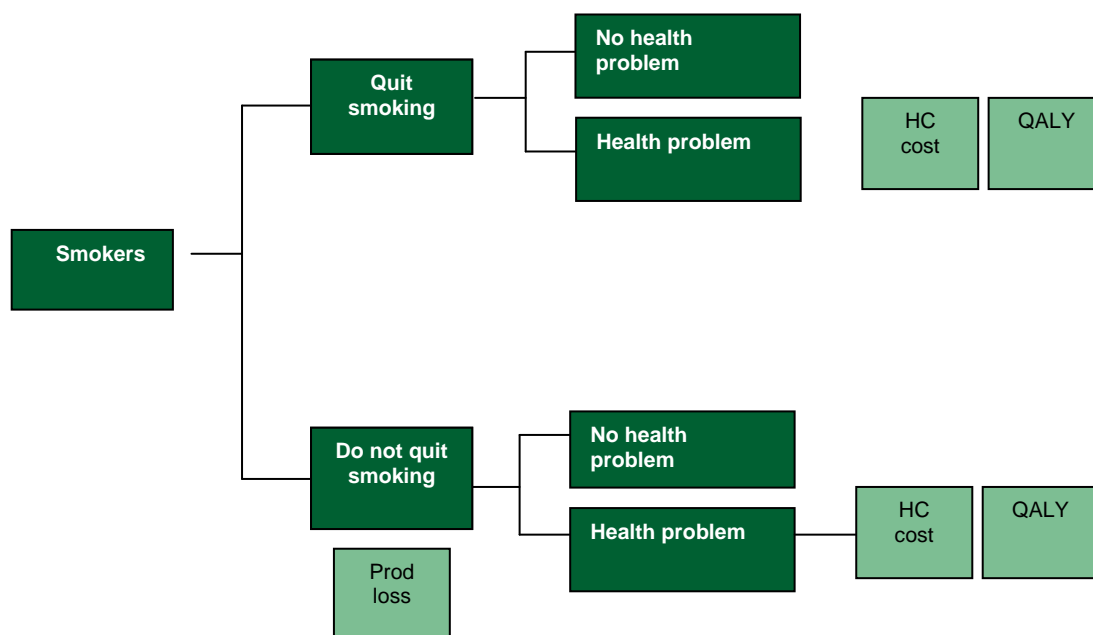 No health
problem
Quit
smoking
HC
cost
QALY
Health problem
Smokers
No health
problem
Do not quit
smoking
HC
cost
QALY
Health problem
Prod
loss